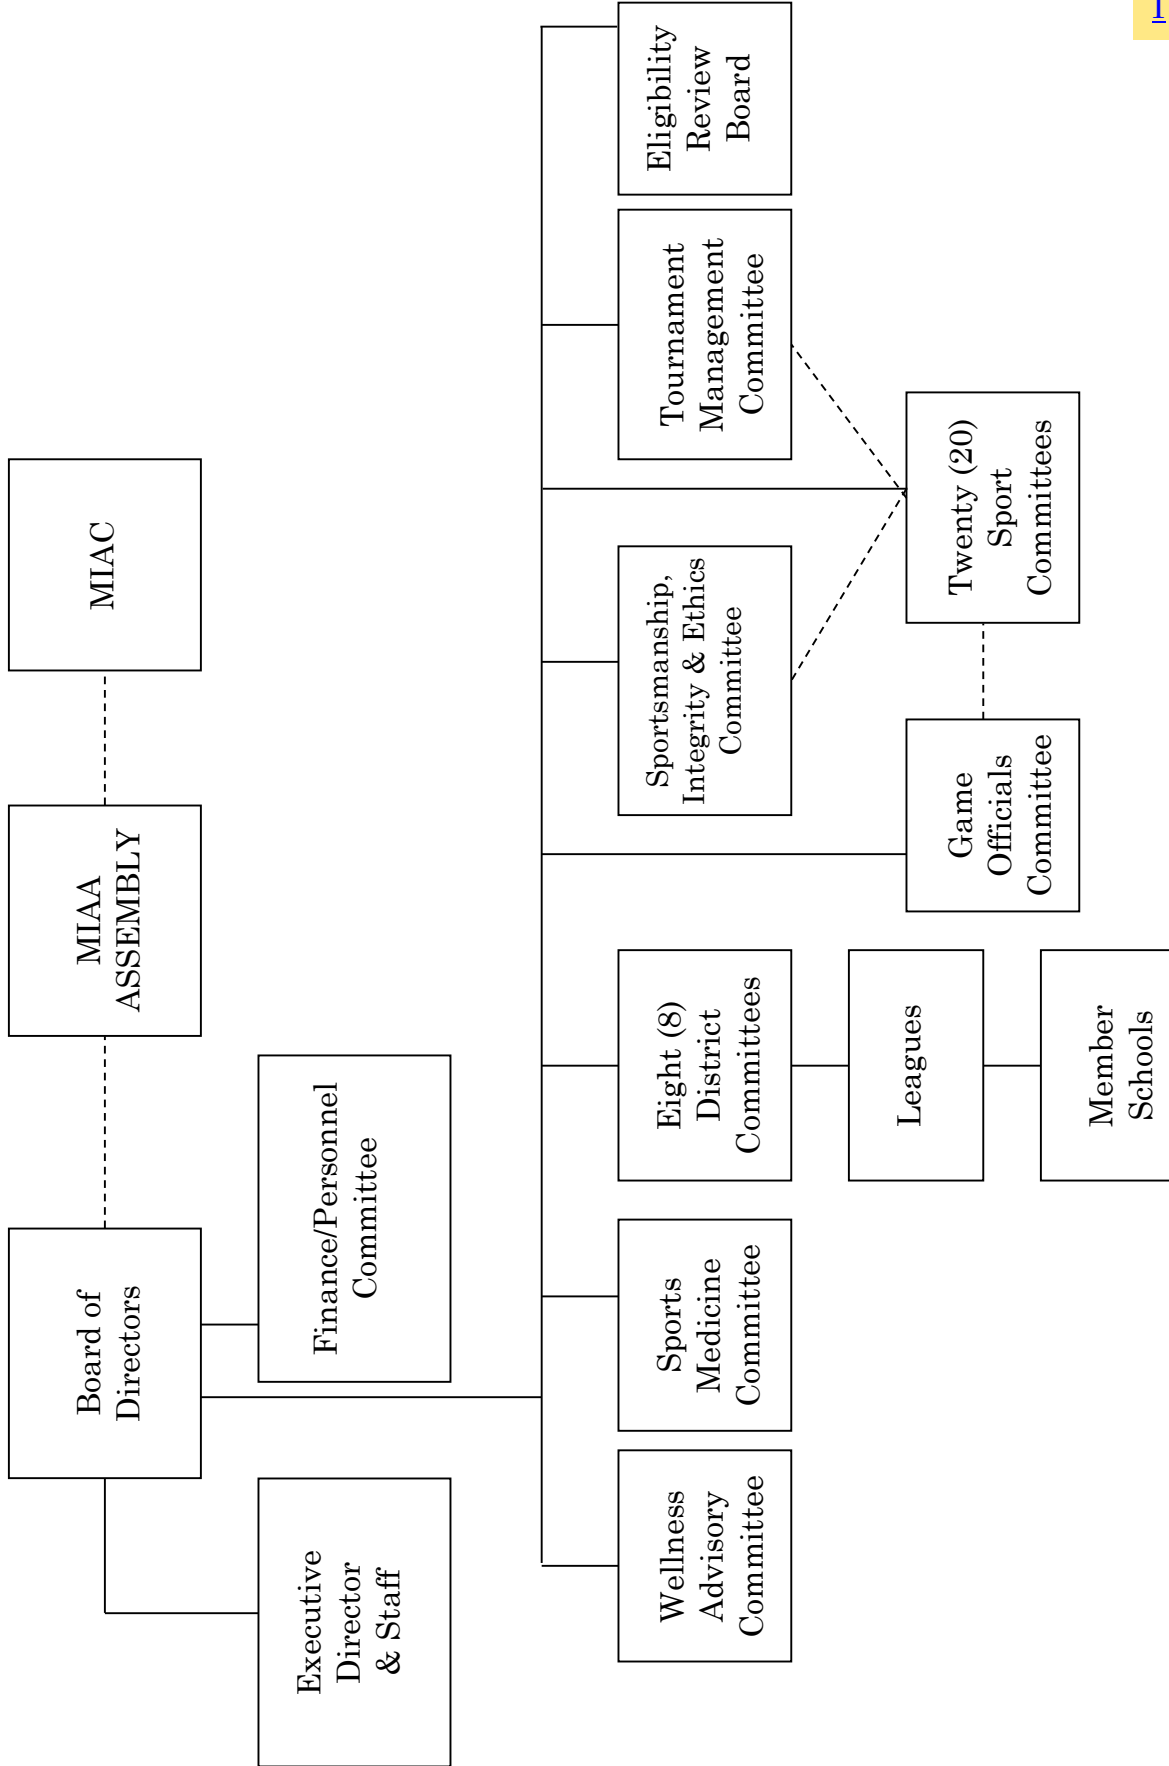 Board of
Directors
MIAA
ASSEMBLY
MIAC
Executive
Director
& Staff
Finance/Personnel
Committee
Wellness
Advisory
Committee
Sports
Medicine
Committee
Eight (8)
District
Committees
Sportsmanship,
Integrity & Ethics
Committee
Tournament
Management
Committee
Eligibility
Review
Board
Leagues
Game
Officials
Committee
Twenty (20)
Sport
Committees
Member
Schools